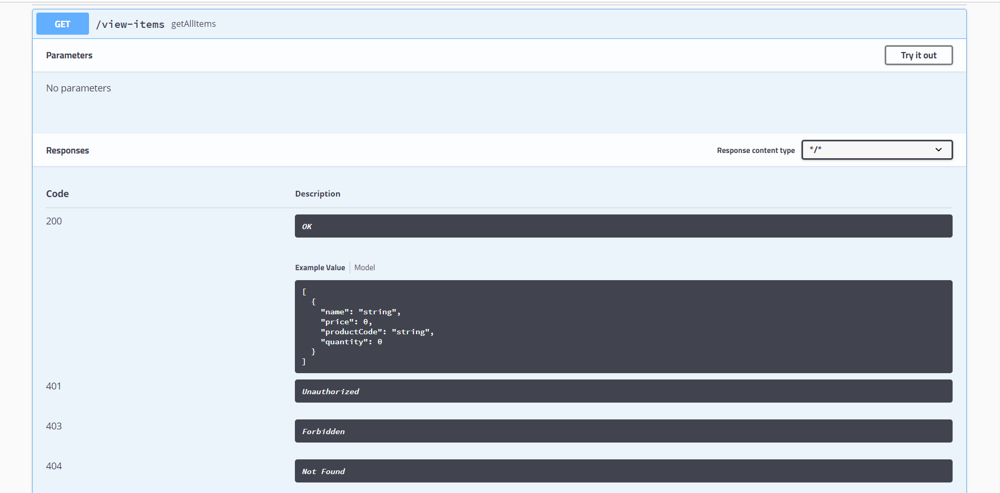 GET /view-items getAllItems
Parameters Try it out
No parameters
Responses Response content type */*
Code Description
200 OK
Example Value Model
[
{
"name": "string",
"price": 0,
"productCode": "string",
"quantity": 0
}
]
401 Unauthorized
403 Forbidden
404 Not Found